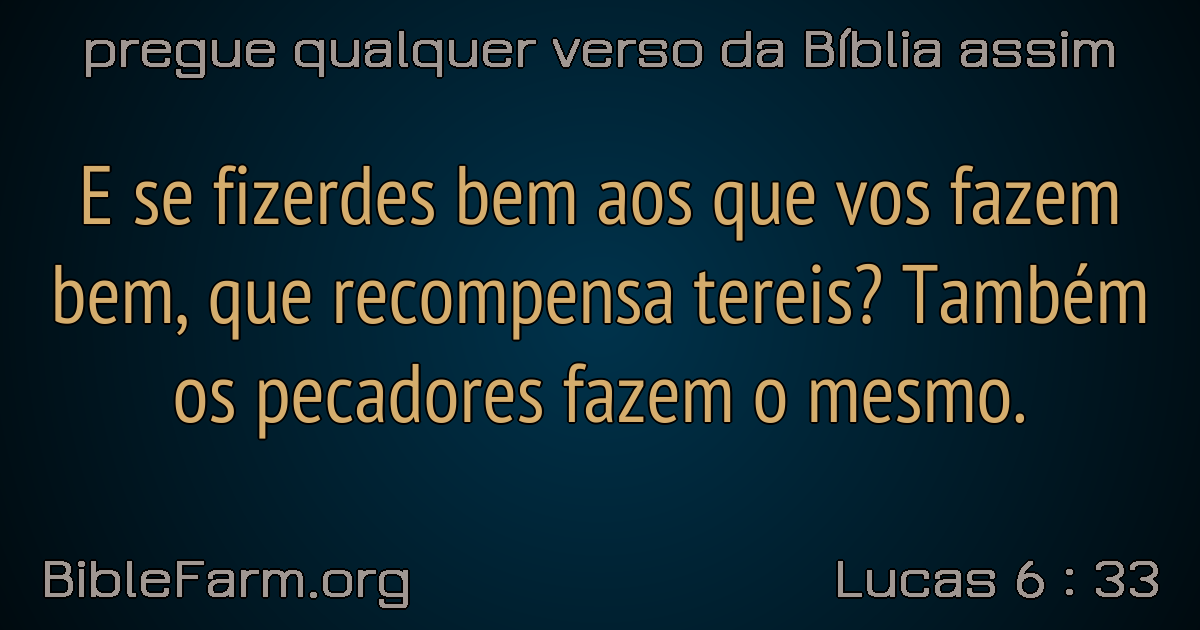 pregue qualquer verso da Bíblia assim
E se fizerdes bem aos que vos fazem
bem, que recompensa tereis? Também
os pecadores fazem o mesmo.
BibleFarm.org
Lucas 6 : 33